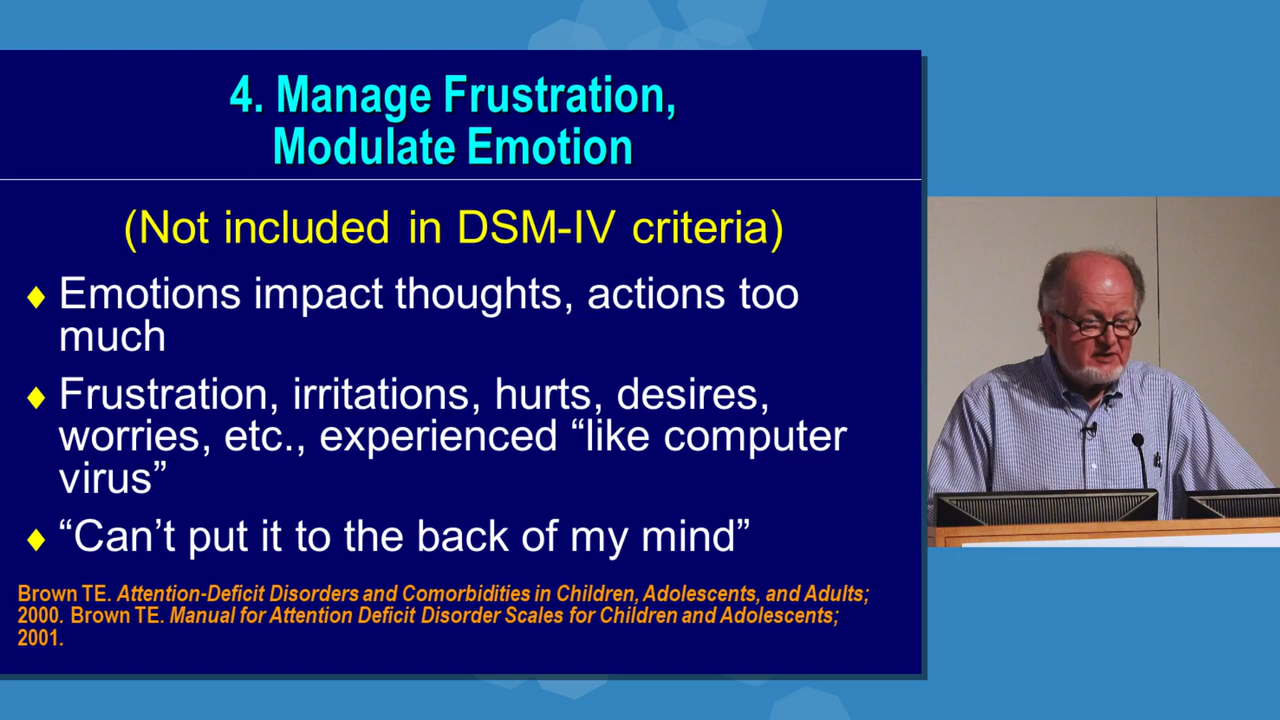 4. Manage Frustration,
Modulate Emotion
(Not included in DSM-IV criteria)
Emotions impact thoughts, actions too
much
Frustration, irritations, hurts, desires,
worries, etc., experienced “like computer
virus”
“Can’t put it to the back of my mind”
Brown TE. Attention-Deficit Disorders and Comorbidities in Children, Adolescents, and Adults;
2000. Brown TE. Manual for Attention Deficit Disorder Scales for Children and Adolescents;
2001.